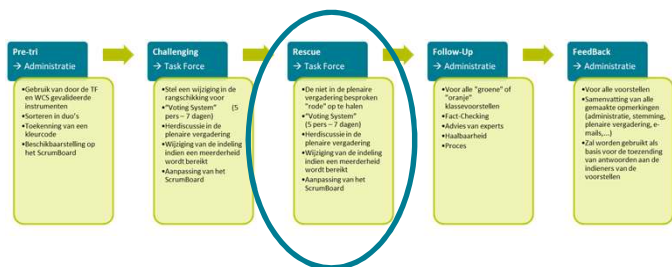 Pre-tri
→ Administratie
•Gebruik van door de TF
en WCS gevalideerde
instrumenten
•Sorteren in duo's
•Toekenning van een
kleurcode
•Beschikbaarstelling op
het ScrumBoard
Challenging
→ Task Force
•Stel een wijziging in de
rangschikking voor
•"Voting System" (5
pers – 7 dagen)
•Herdiscussie in de
plenaire vergadering
•Wijziging van de indeling
indien een meerderheid
wordt bereikt
•Aanpassing van het
ScrumBoard
Rescue
→ Task Force
•De niet in de plenaire
vergadering besproken
"rode" op te halen
•"Voting System"
(5 pers – 7 dagen)
•Herdiscussie in de
plenaire vergadering
•Wijziging van de indeling
indien een meerderheid
wordt bereikt
•Aanpassing van het
ScrumBoard
Follow-Up
→ Administratie
•Voor alle "groene" of
"oranje"
klassevoorstellen
•Fact-Checking
•Advies van experts
•Haalbaarheid
•Proces
FeedBack
→ Administratie
•Voor alle voorstellen
•Samenvatting van alle
gemaakte opmerkingen
(administratie, stemming,
plenaire vergadering, e-
mails,...)
•Zal worden gebruikt als
basis voor de toezending
van antwoorden aan de
indieners van de
voorstellen